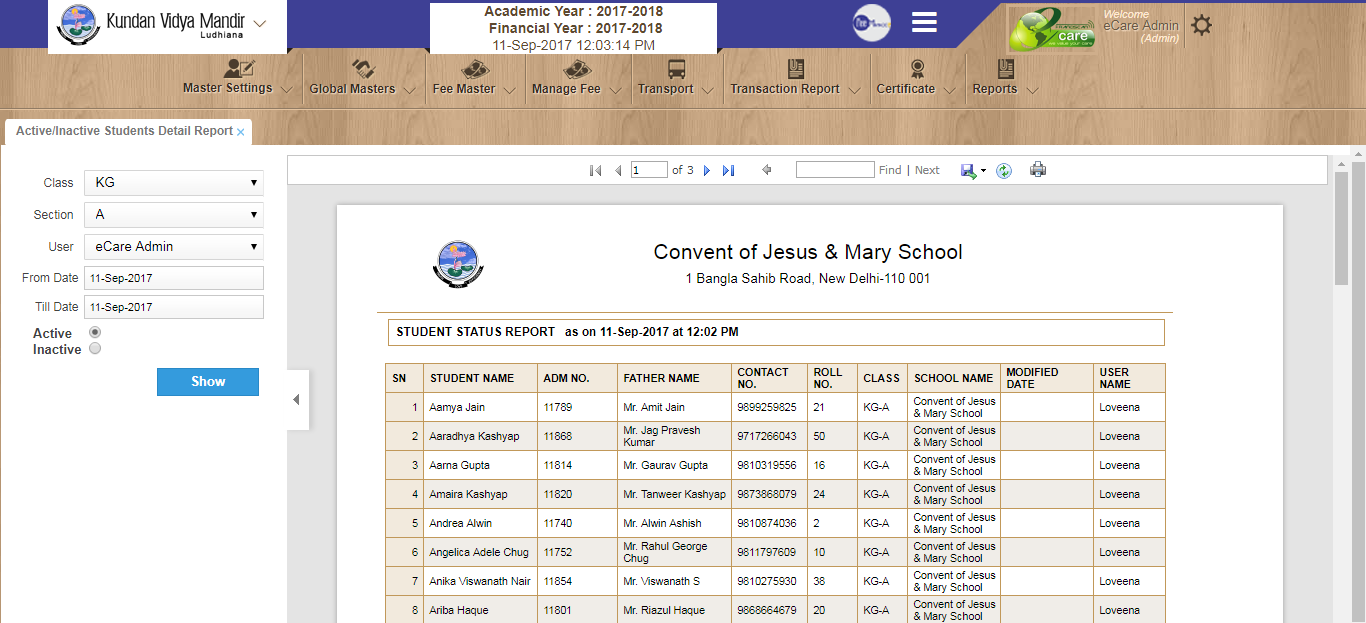 Kundan Vidya Mandir
Ludhiana
Academic Year : 2017-2018
Financial Year : 2017-2018
11-Sep-2017 12:03:14 PM
care
Welcome
eCare Admin
(Admin)
Master Settings
Global Masters
Fee Master
Manage Fee
Transport
Transaction Report
Certificate
Reports
Active/Inactive Students Detail Report ×
Class KG
Section A
User eCare Admin
From Date 11-Sep-2017
Till Date 11-Sep-2017
Active
Inactive
Show
1 of 3 Find | Next
Convent of Jesus & Mary School
1 Bangla Sahib Road, New Delhi-110 001
STUDENT STATUS REPORT as on 11-Sep-2017 at 12:02 PM
SN STUDENT NAME ADM NO. FATHER NAME CONTACT NO. ROLL NO. CLASS SCHOOL NAME MODIFIED DATE USER NAME
1 Aamya Jain 11789 Mr. Amit Jain 9899259825 21 KG-A Convent of Jesus & Mary School Loveena
2 Aaradhya Kashyap 11868 Mr. Jag Pravesh Kumar 9717266043 50 KG-A Convent of Jesus & Mary School Loveena
3 Aarna Gupta 11814 Mr. Gaurav Gupta 9810319556 16 KG-A Convent of Jesus & Mary School Loveena
4 Amaira Kashyap 11820 Mr. Tanweer Kashyap 9873868079 24 KG-A Convent of Jesus & Mary School Loveena
5 Andrea Alwin 11740 Mr. Alwin Ashish 9810874036 2 KG-A Convent of Jesus & Mary School Loveena
6 Angelica Adele Chug 11752 Mr. Rahul George Chug 9811797609 10 KG-A Convent of Jesus & Mary School Loveena
7 Anika Viswanath Nair 11854 Mr. Viswanath S 9810275930 38 KG-A Convent of Jesus & Mary School Loveena
8 Ariba Haque 11801 Mr. Riazul Haque 9868664679 20 KG-A Convent of Jesus & Mary School Loveena